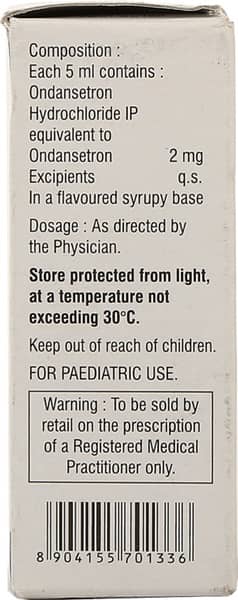 Composition :
Each 5 ml contains :
Ondansetron
Hydrochloride IP
equivalent to
Ondansetron 2 mg
Excipients q.s.
In a flavoured syrupy base
Dosage : As directed by
the Physician.
Store protected from light,
at a temperature not
exceeding 30°C.
Keep out of reach of children.
FOR PAEDIATRIC USE.
Warning : To be sold by
retail on the prescription
of a Registered Medical
Practitioner only.
8 904155 701336